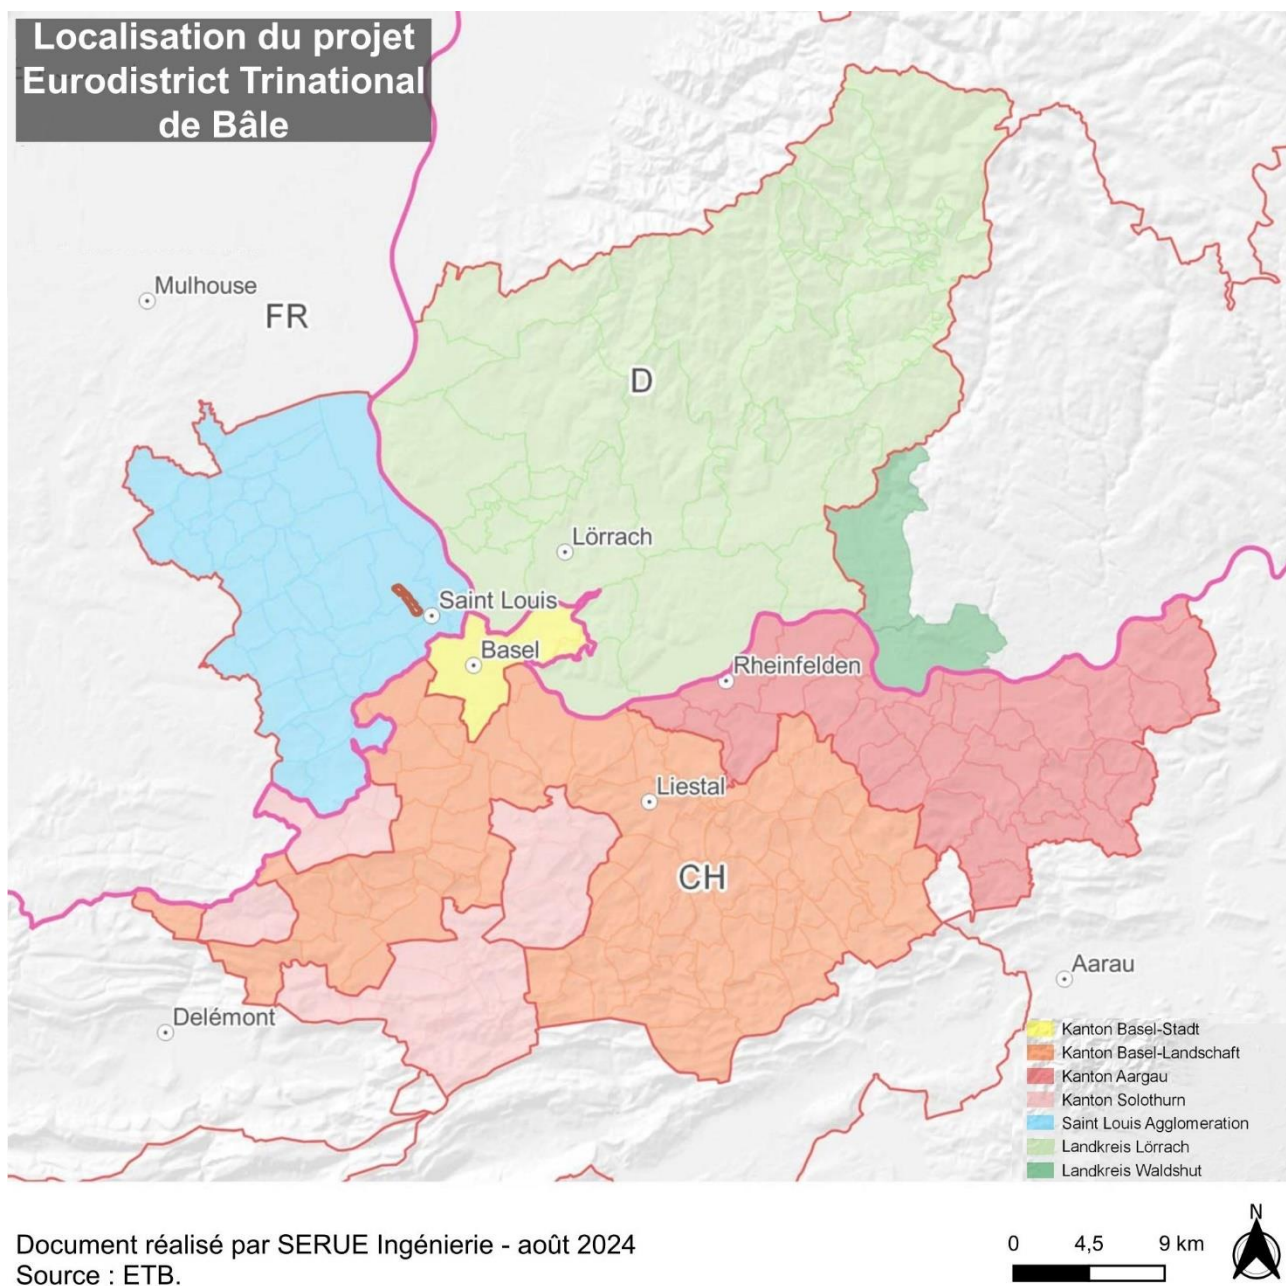 Localisation du projet
Eurodistrict Trinational
de Bâle
Mulhouse
FR
D
Lörrach
Saint Louis
Basel
Rheinfelden
Liestal
CH
Aarau
Delémont
Kanton Basel-Stadt
Kanton Basel-Landschaft
Kanton Aargau
Kanton Solothurn
Saint Louis Agglomeration
Landkreis Lörrach
Landkreis Waldshut
Document réalisé par SERUE Ingénierie - août 2024
Source : ETB.
0 4,5 9 km
N